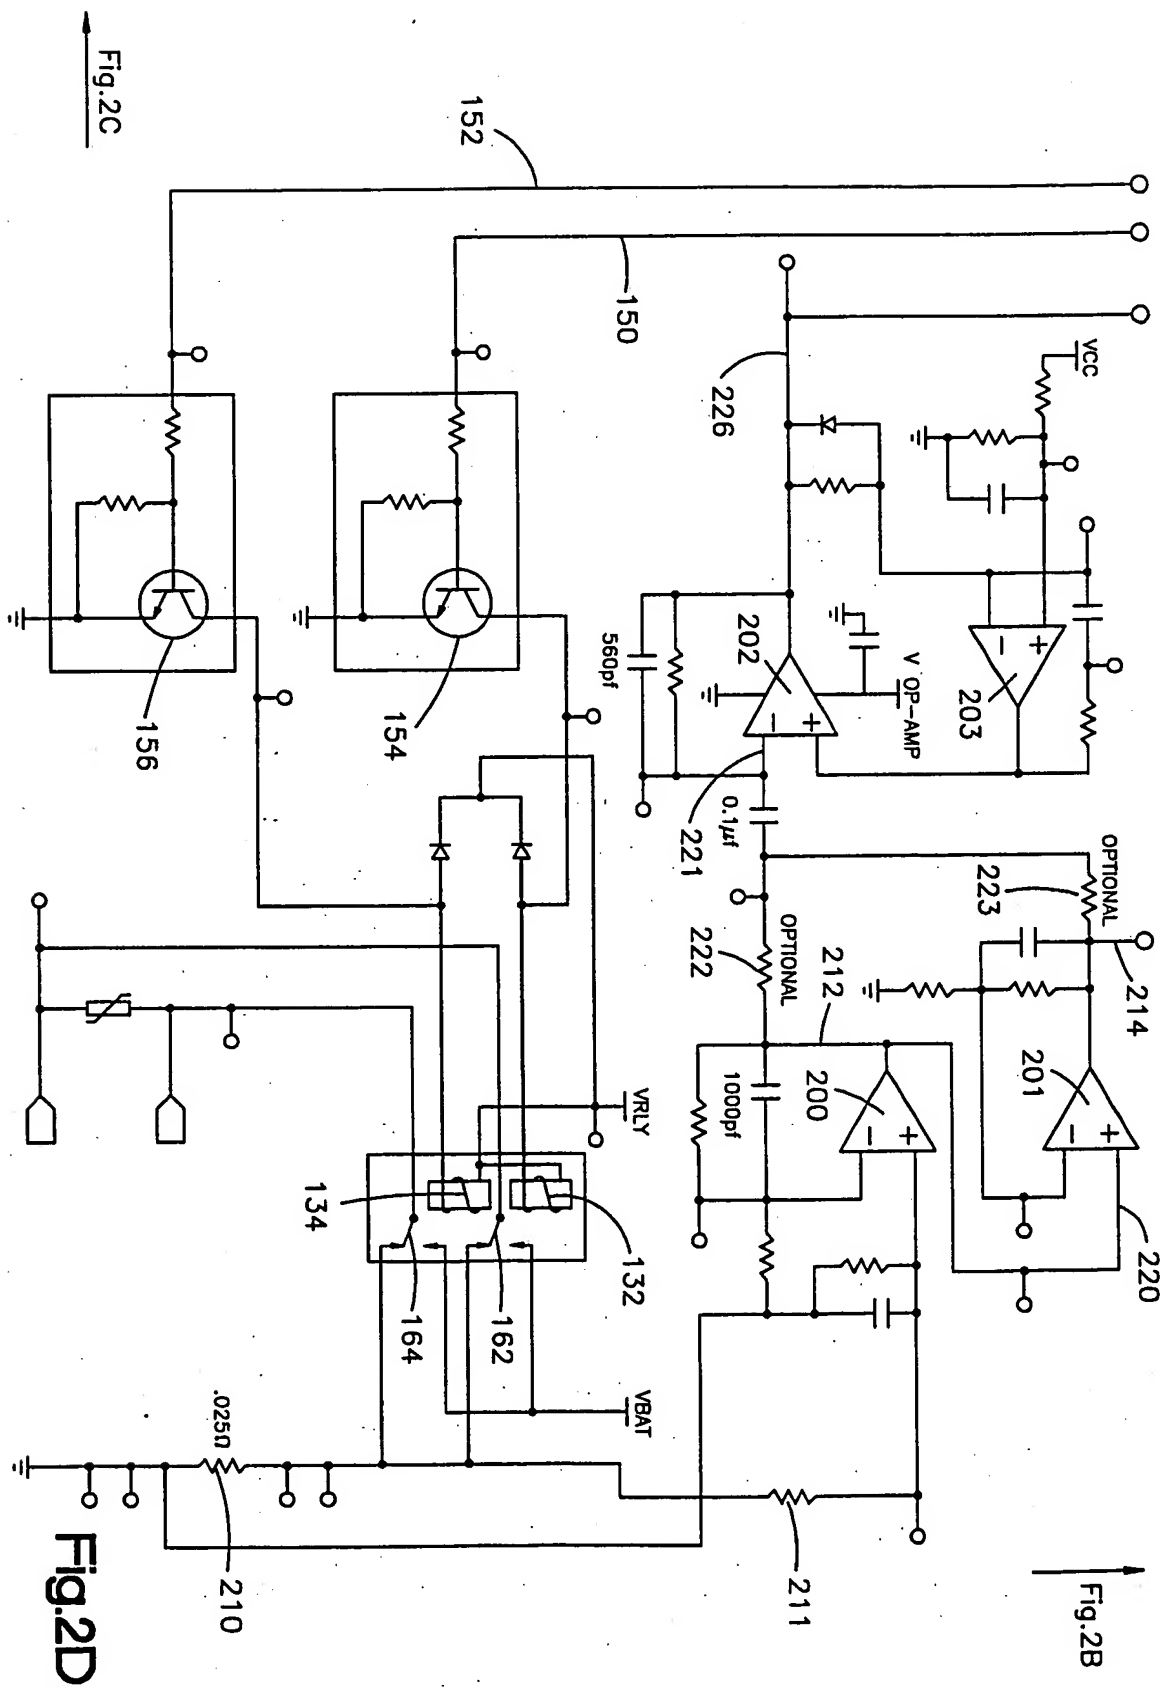 Fig.2B
220
214
OPTIONAL
223
201
VCC
203
V OP-AMP
OPTIONAL
212
200
1000pf
222
211
226
202
221
0.1µf
560pf
150
152
154
156
VRLY
132
134
162
164
VBAT
.025Ω
210
Fig.2C
Fig.2D
+
-
+
-
+
-
+
-